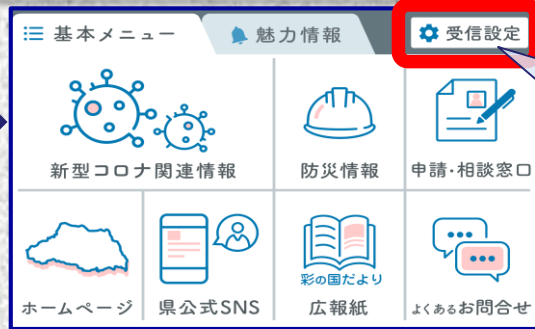 基本メニュー
魅力情報
受信設定
新型コロナ関連情報
防災情報
申請・相談窓口
ホームページ
県公式SNS
彩の国だより
広報紙
よくあるお問合せ